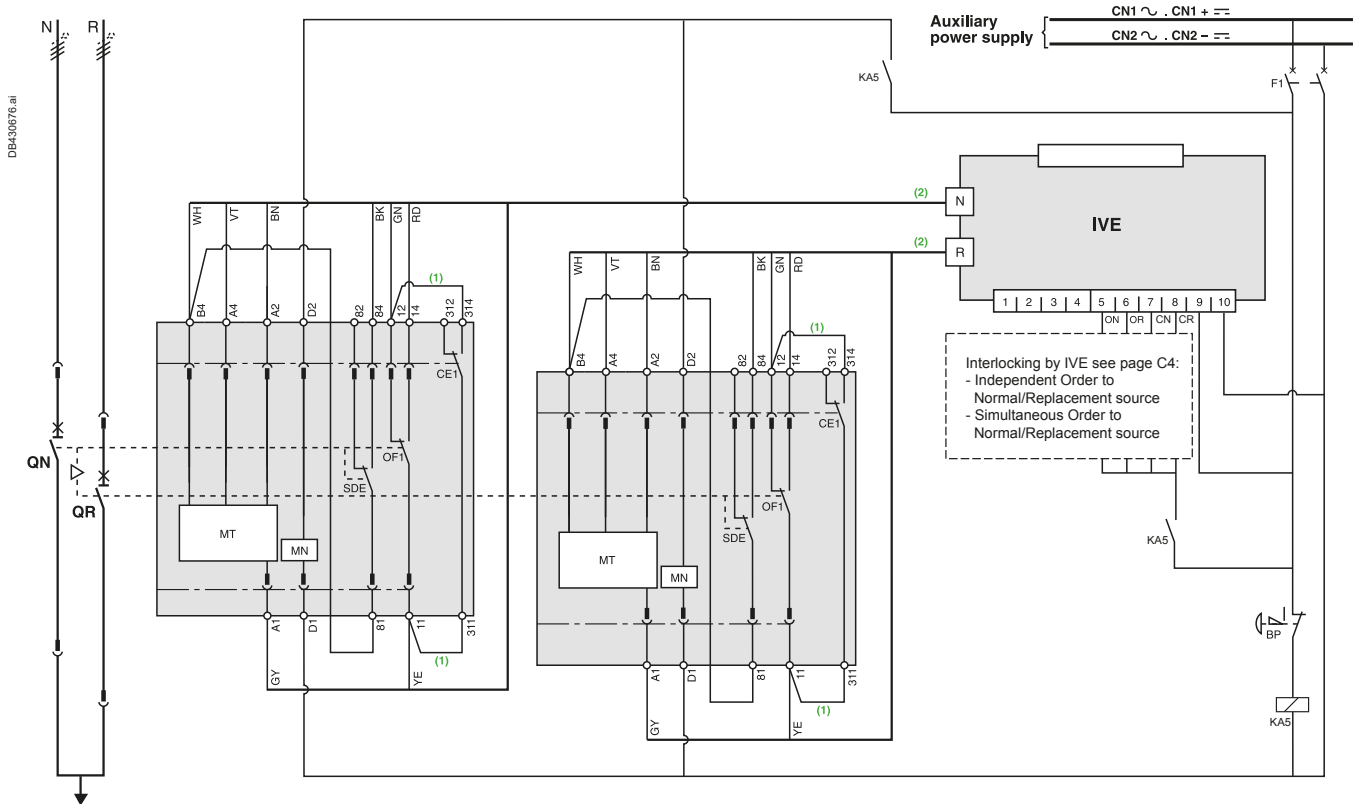 N R
DB430676.ai
Auxiliary
power supply
CN1 ∿ . CN1 + ⎓
CN2 ∿ . CN2 − ⎓
KA5
F1
(2)
N
(2)
R
IVE
1 2 3 4 5 6 7 8 9 10
ON OR CN CR
Interlocking by IVE see page C4:
- Independent Order to
Normal/Replacement source
- Simultaneous Order to
Normal/Replacement source
KA5
BP
KA5
QN
QR
WH VT BN BK GN RD
(1)
B4 A4 A2 D2 82 84 12 14 312 314
CE1
OF1
SDE
MT
MN
A1 D1 81 11 311
(1)
GY YE
WH VT BN BK GN RD
(1)
B4 A4 A2 D2 82 84 12 14 312 314
CE1
OF1
SDE
MT
MN
A1 D1 81 11 311
(1)
GY YE